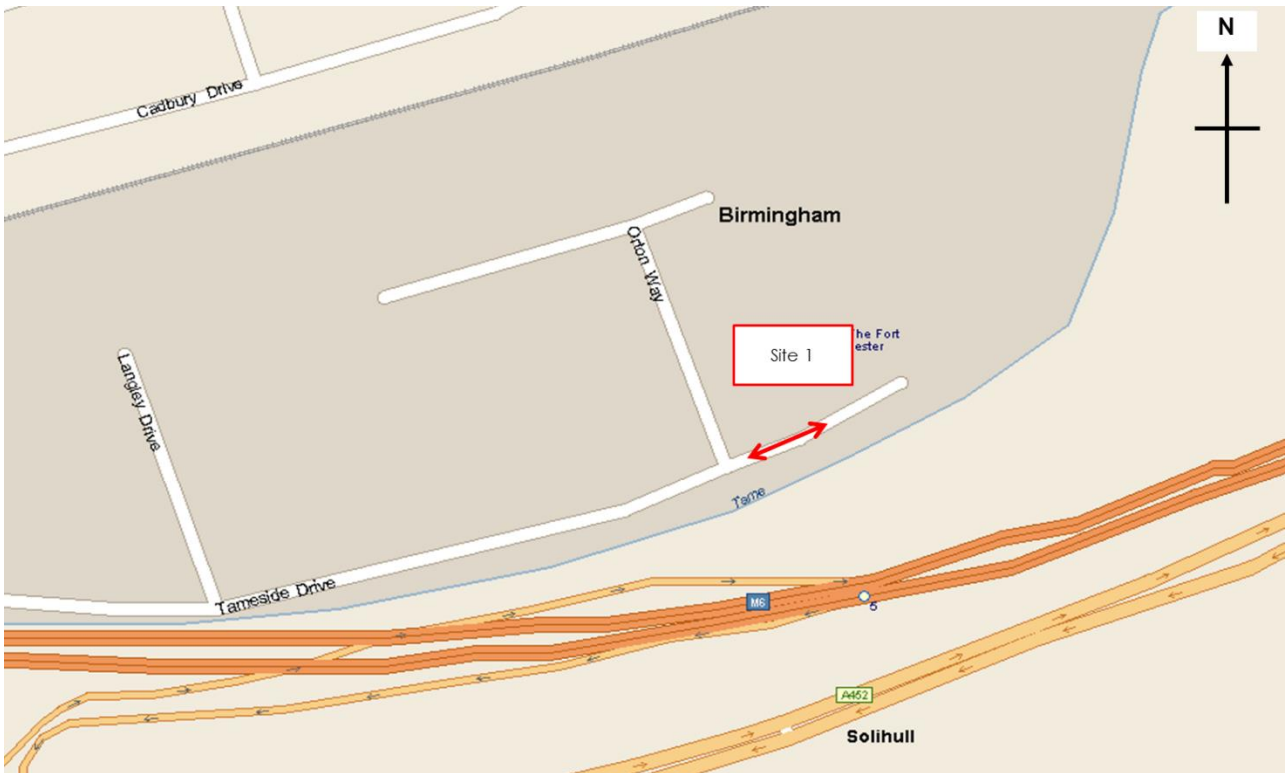 N
Cadbury Drive
Birmingham
Orton Way
Site 1
he Fort
ester
Langley Drive
Tame
Tameside Drive
M6
5
A452
Solihull